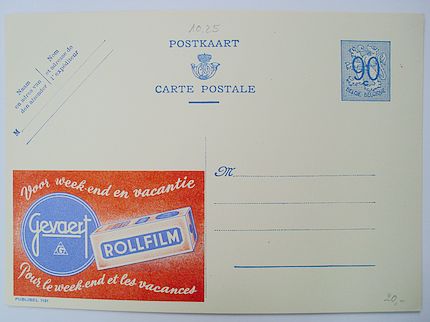 10.25
POSTKAART
CARTE POSTALE
90
C
BELGIE-BELGIQUE
Naam
en adres van
den afzender
Nom
et adresse de
l'expéditeur
M
M
Voor week-end en vacantie
Gevaert
G
ROLLFILM
Pour le week-end et les vacances
PUBLIBEL 1121
20,-